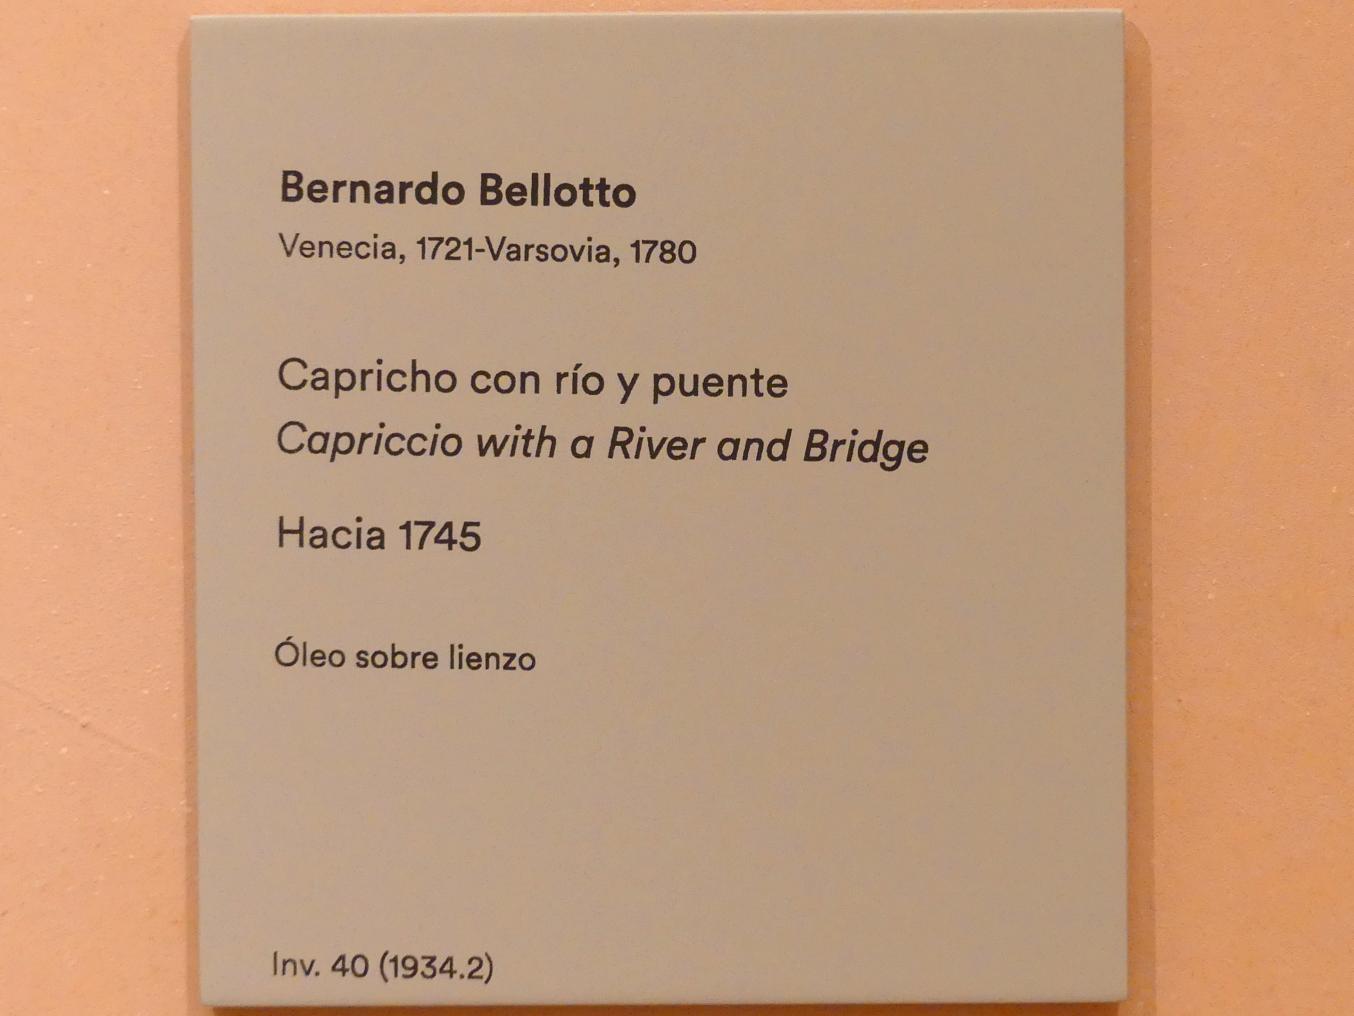 Bernardo Bellotto
Venecia, 1721-Varsovia, 1780
Capricho con río y puente
Capriccio with a River and Bridge
Hacia 1745
Óleo sobre lienzo
Inv. 40 (1934.2)